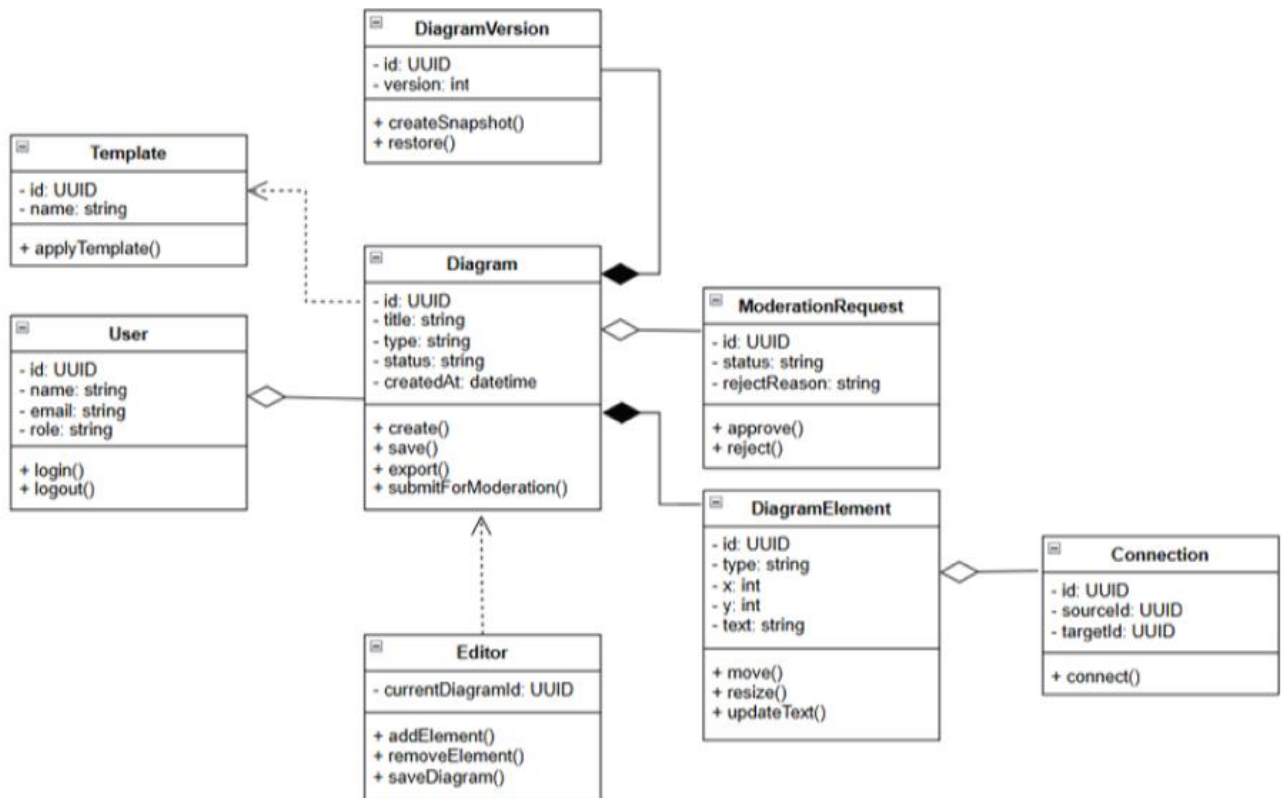 DiagramVersion
- id: UUID
- version: int
+ createSnapshot()
+ restore()
Template
- id: UUID
- name: string
+ applyTemplate()
Diagram
- id: UUID
- title: string
- type: string
- status: string
- createdAt: datetime
+ create()
+ save()
+ export()
+ submitForModeration()
ModerationRequest
- id: UUID
- status: string
- rejectReason: string
+ approve()
+ reject()
User
- id: UUID
- name: string
- email: string
- role: string
+ login()
+ logout()
DiagramElement
- id: UUID
- type: string
- x: int
- y: int
- text: string
+ move()
+ resize()
+ updateText()
Connection
- id: UUID
- sourceId: UUID
- targetId: UUID
+ connect()
Editor
- currentDiagramId: UUID
+ addElement()
+ removeElement()
+ saveDiagram()